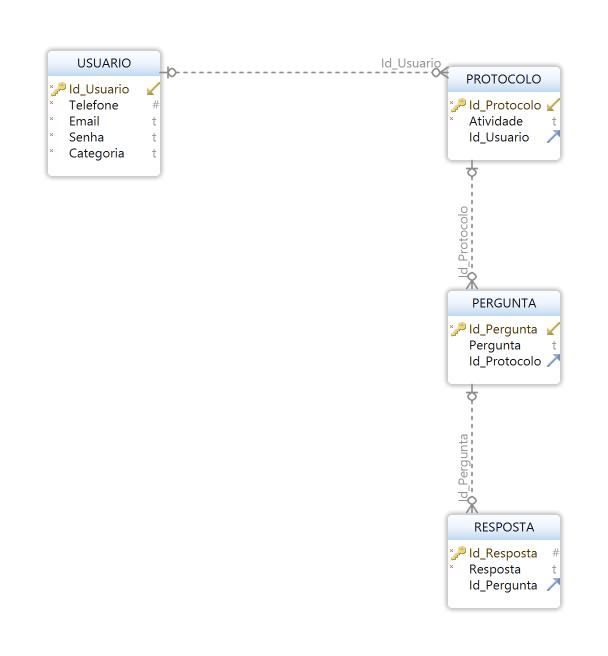 USUARIO
Id_Usuario
Telefone #
Email t
Senha t
Categoria t
Id_Usuario
PROTOCOLO
Id_Protocolo
Atividade t
Id_Usuario
Id_Protocolo
PERGUNTA
Id_Pergunta
Pergunta t
Id_Protocolo
Id_Pergunta
RESPOSTA
Id_Resposta #
Resposta t
Id_Pergunta